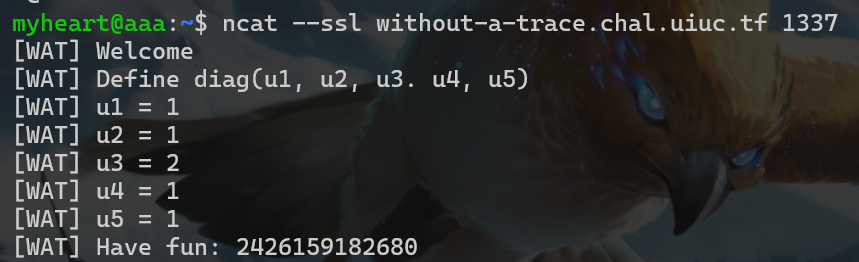 myheart@aaa:~$ ncat --ssl without-a-trace.chal.uiuc.tf 1337
[WAT] Welcome
[WAT] Define diag(u1, u2, u3. u4, u5)
[WAT] u1 = 1
[WAT] u2 = 1
[WAT] u3 = 2
[WAT] u4 = 1
[WAT] u5 = 1
[WAT] Have fun: 2426159182680